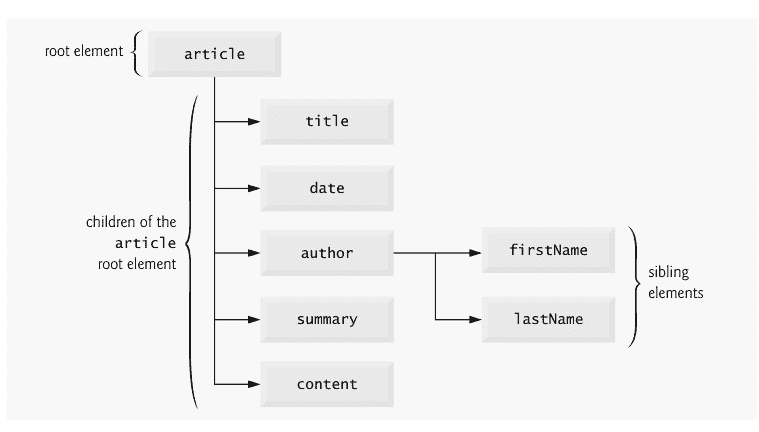 root element
article
title
date
children of the
article
root element
author
firstName
lastName
sibling
elements
summary
content